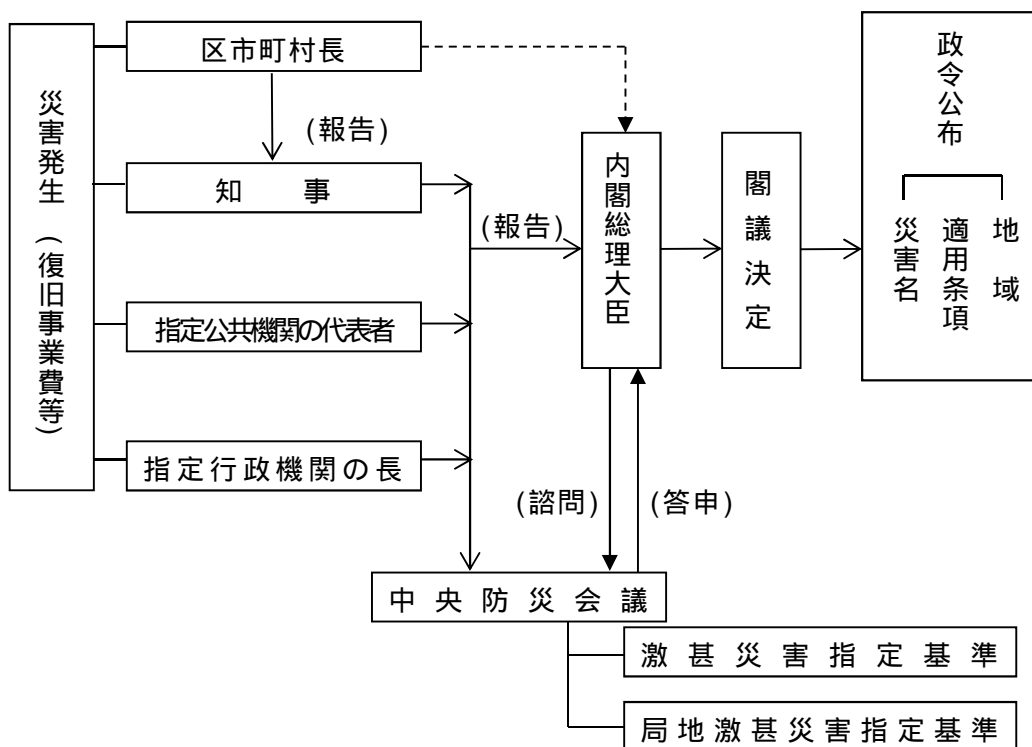 災害発生（復旧事業費等）
区市町村長
(報告)
知　事
指定公共機関の代表者
指定行政機関の長
(報告)
内閣総理大臣
閣議決定
政令公布
地域
適用条項
災害名
(諮問)
(答申)
中央防災会議
激甚災害指定基準
局地激甚災害指定基準